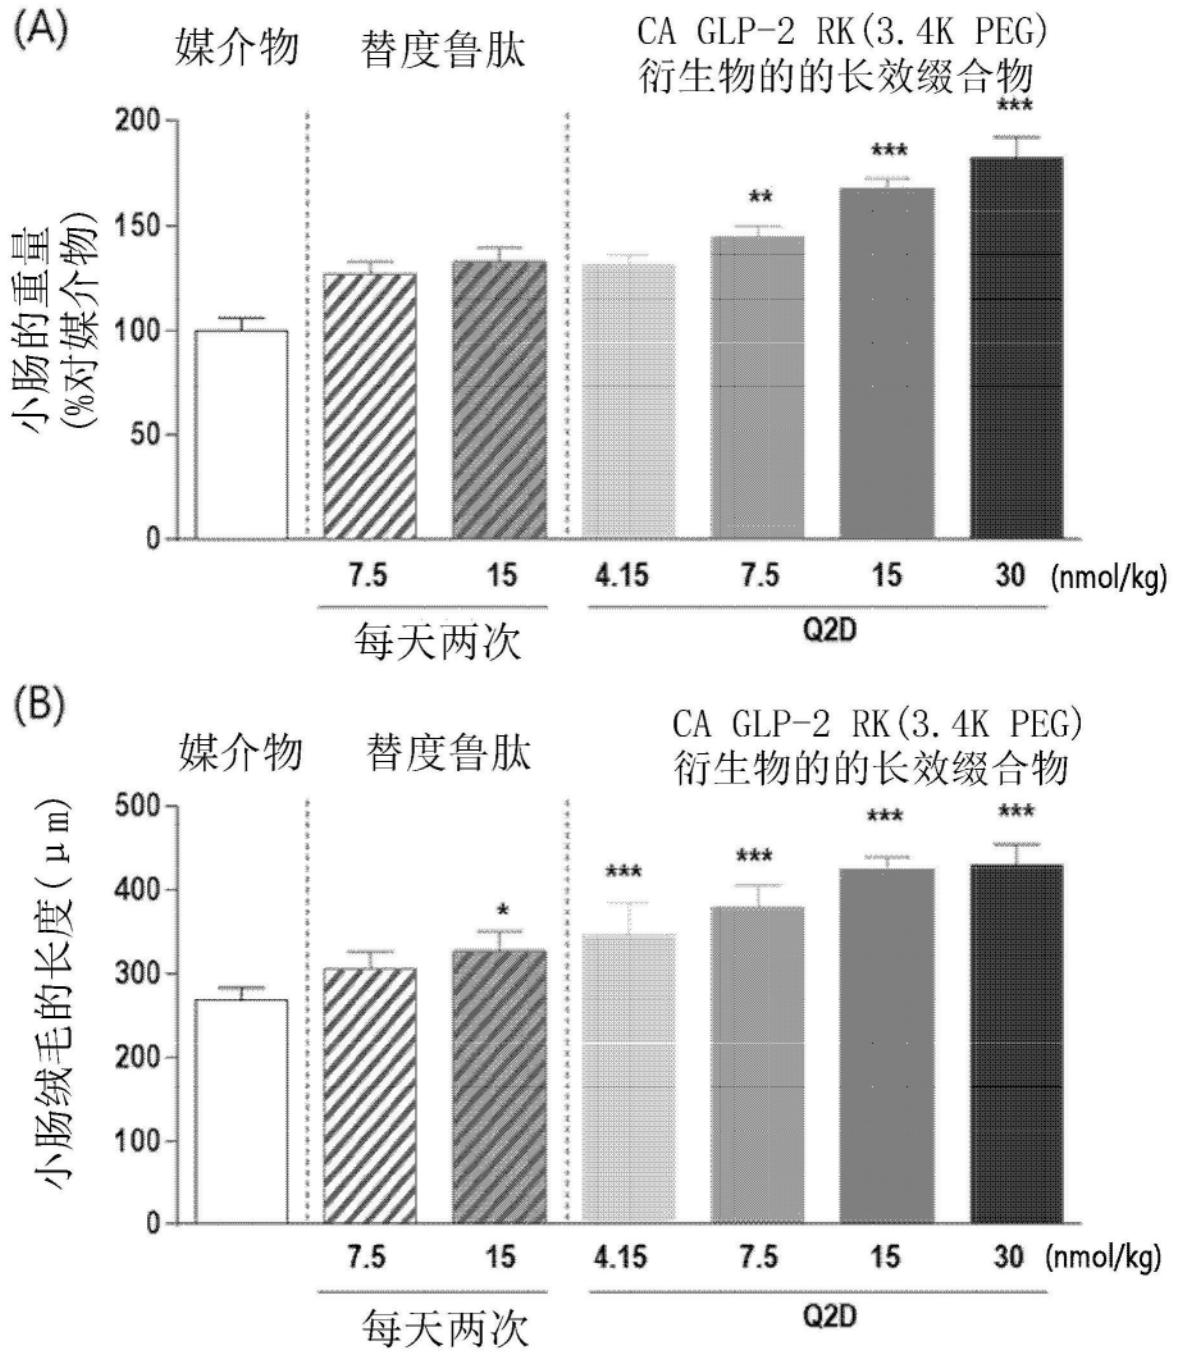 (A)
媒介物 替度鲁肽 CA GLP-2 RK(3.4K PEG)
衍生物的的长效缀合物
小肠的重量
(%对媒介物)
200
150
100
50
0
** *** ***
7.5 15 4.15 7.5 15 30 (nmol/kg)
每天两次 Q2D
(B)
媒介物 替度鲁肽 CA GLP-2 RK(3.4K PEG)
衍生物的的长效缀合物
小肠绒毛的长度(μm)
500
400
300
200
100
0
* *** *** *** ***
7.5 15 4.15 7.5 15 30 (nmol/kg)
每天两次 Q2D